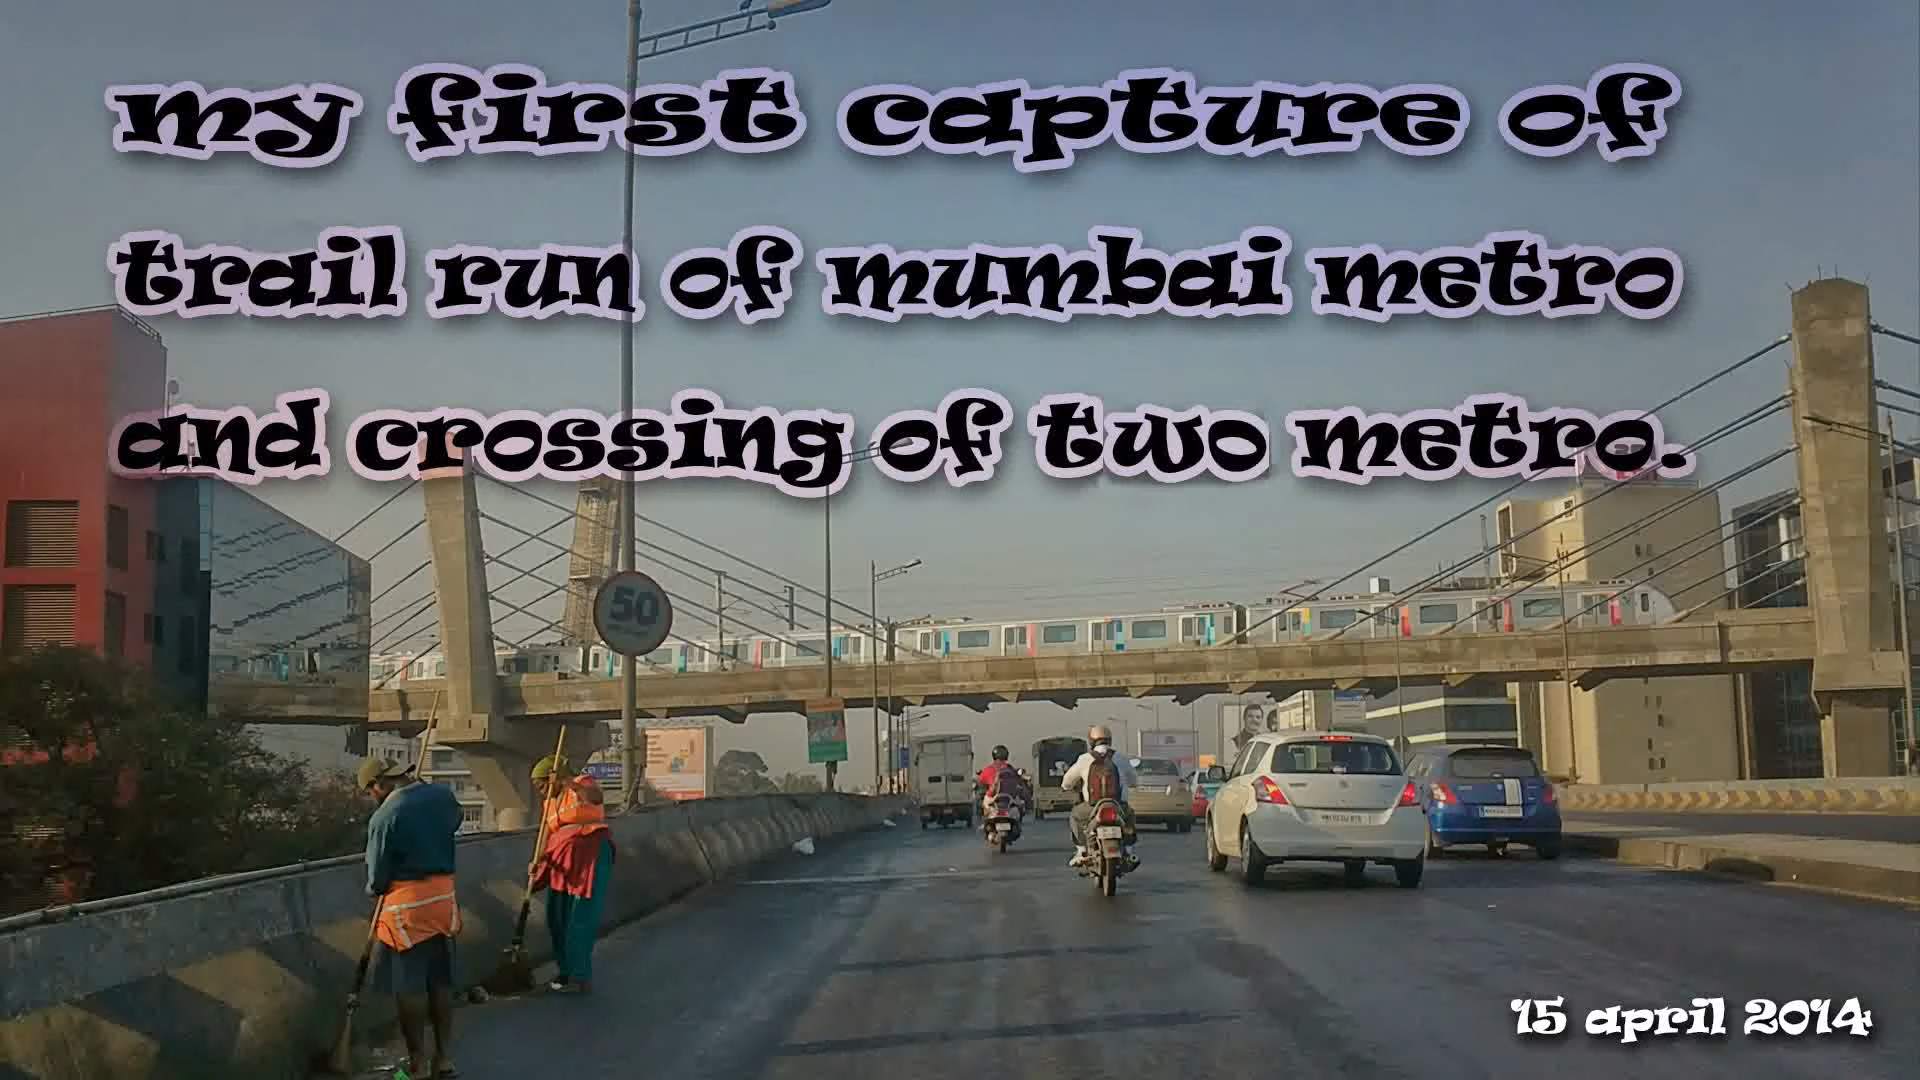 my first capture of
trail run of mumbai metro
and crossing of two metro.
50
15 april 2014